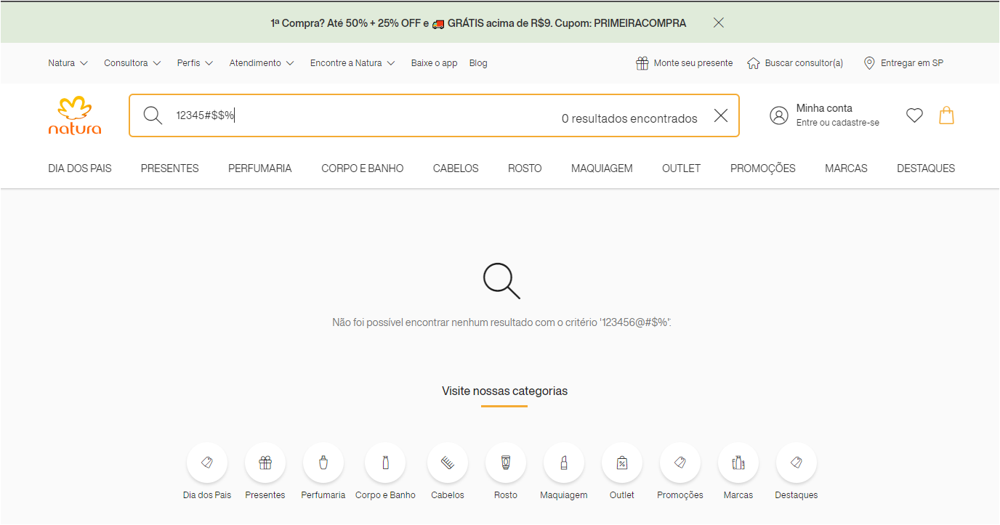 1ª Compra? Até 50% + 25% OFF e 🚚 GRÁTIS acima de R$9. Cupom: PRIMEIRACOMPRA
Natura Consultora Perfis Atendimento Encontre a Natura Baixe o app Blog Monte seu presente Buscar consultor(a) Entregar em SP
natura
12345#$$% 0 resultados encontrados
Minha conta
Entre ou cadastre-se
DIA DOS PAIS PRESENTES PERFUMARIA CORPO E BANHO CABELOS ROSTO MAQUIAGEM OUTLET PROMOÇÕES MARCAS DESTAQUES
Não foi possível encontrar nenhum resultado com o critério '123456@#$%'.
Visite nossas categorias
Dia dos Pais Presentes Perfumaria Corpo e Banho Cabelos Rosto Maquiagem Outlet Promoções Marcas Destaques